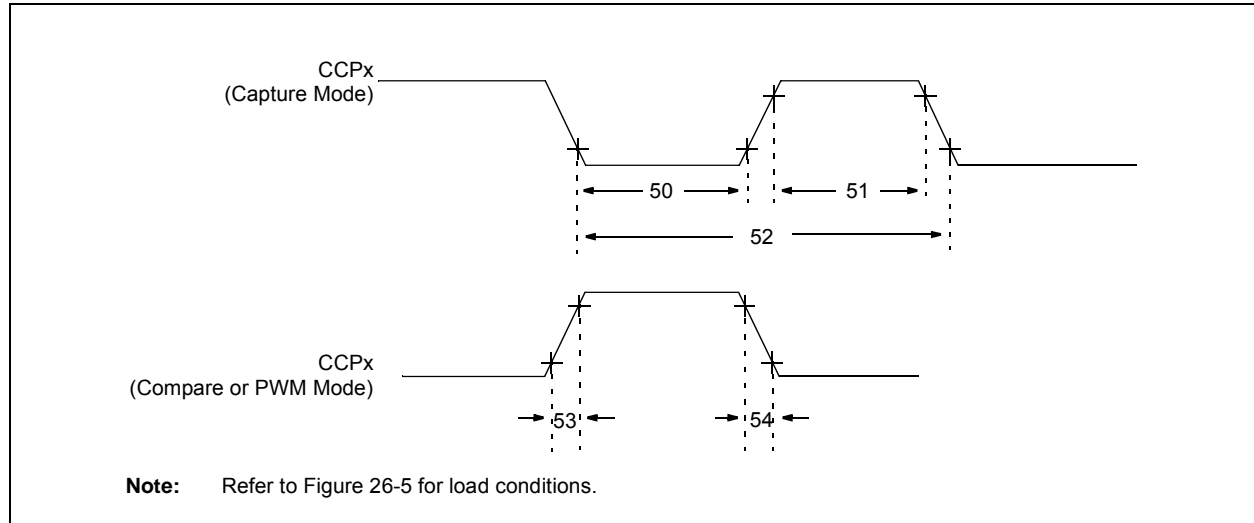 CCPx
(Capture Mode)
50
51
52
CCPx
(Compare or PWM Mode)
53
54
Note: Refer to Figure 26-5 for load conditions.